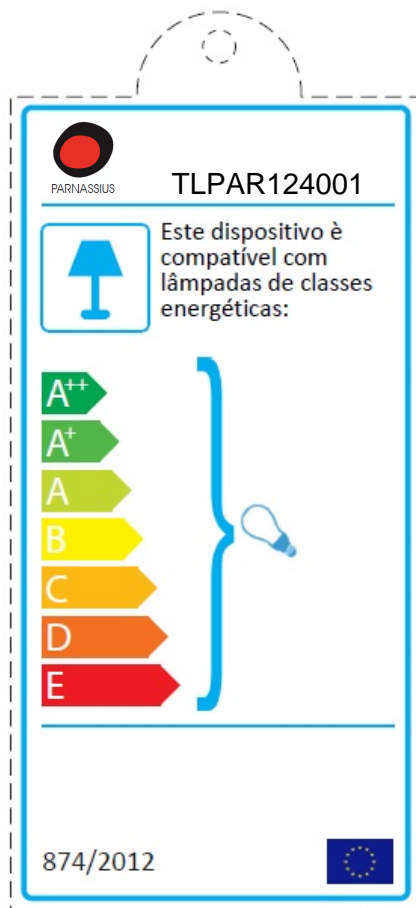 PARNASSIUS
TLPAR124001
Este dispositivo è
compatível com
lâmpadas de classes
energéticas:
A++
A+
A
B
C
D
E
874/2012